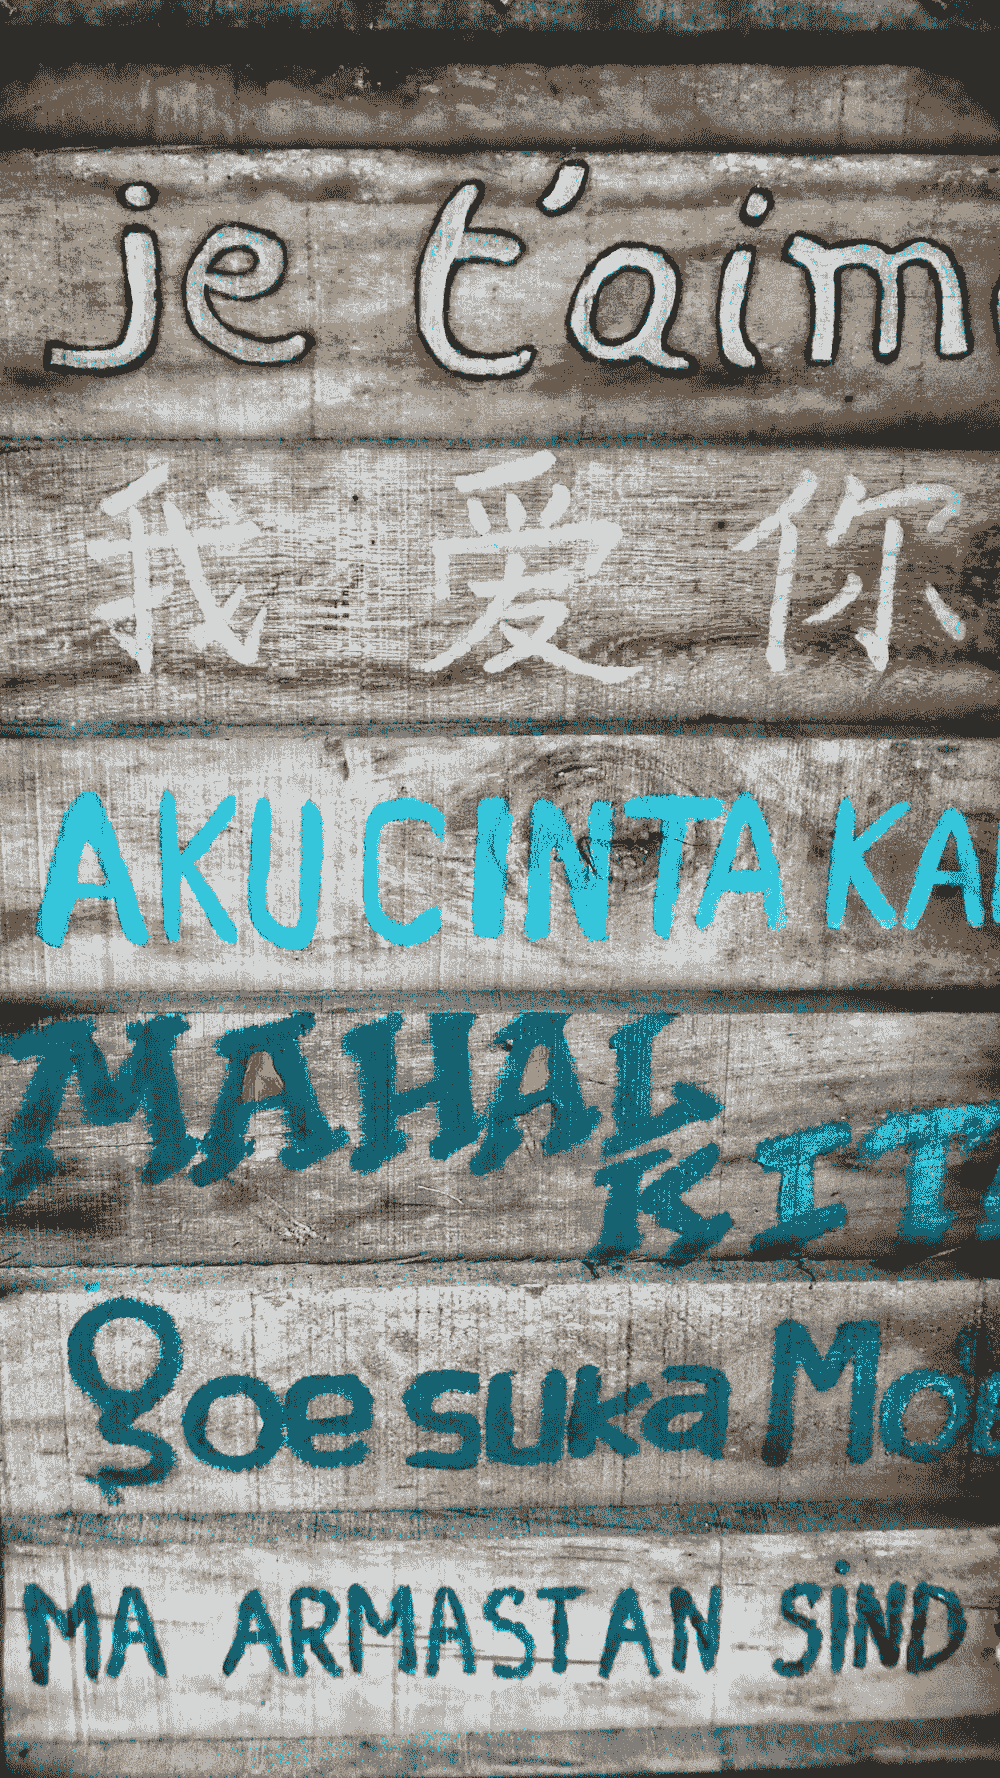 je t'aim
我爱你
AKU CINTA KA
MAHAL
KIT
goe suka Mo
MA ARMASTAN SIND